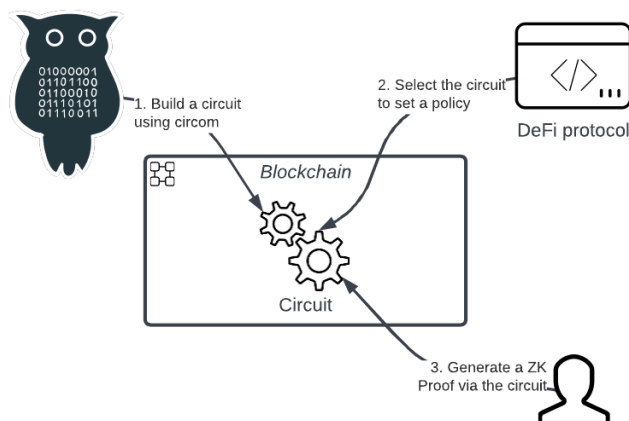 01000001
01101100
01100010
01110101
01110011
1. Build a circuit
using circom
2. Select the circuit
to set a policy
</>
DeFi protocol
Blockchain
Circuit
3. Generate a ZK
Proof via the circuit